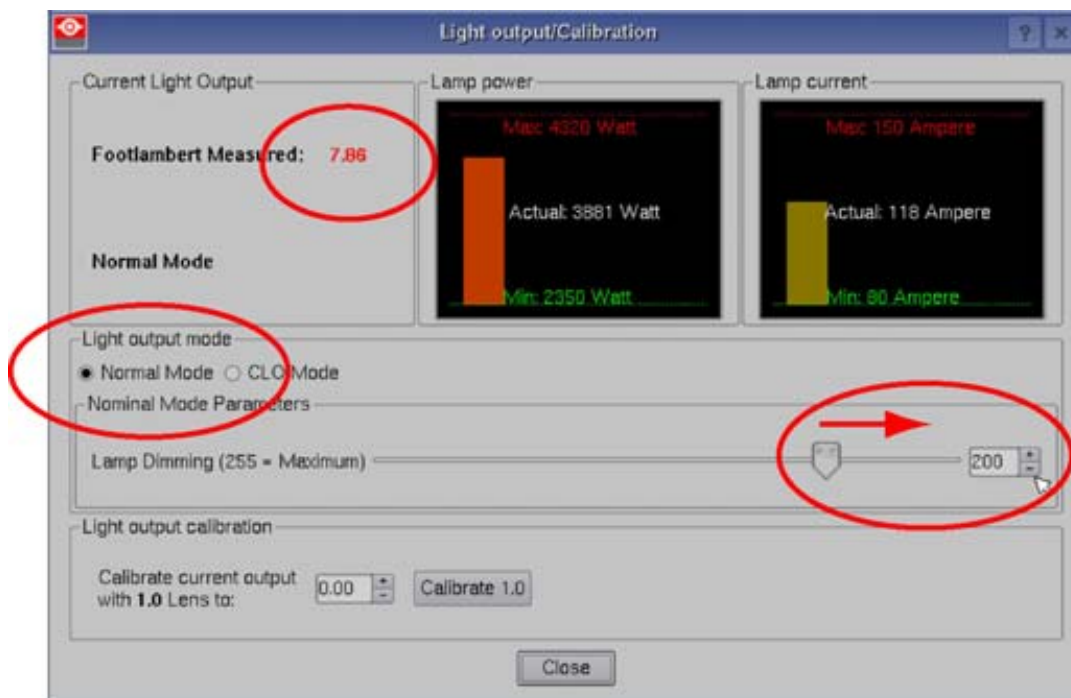 Light output/Calibration
? ×
Current Light Output
Footlambert Measured: 7.86
Normal Mode
Lamp power
Max: 4320 Watt
Actual: 3881 Watt
Min: 2350 Watt
Lamp current
Max: 150 Ampere
Actual: 118 Ampere
Min: 80 Ampere
Light output mode
Normal Mode CLO Mode
Nominal Mode Parameters
Lamp Dimming (255 = Maximum) 200
Light output calibration
Calibrate current output
with 1.0 Lens to: 0.00 Calibrate 1.0
Close